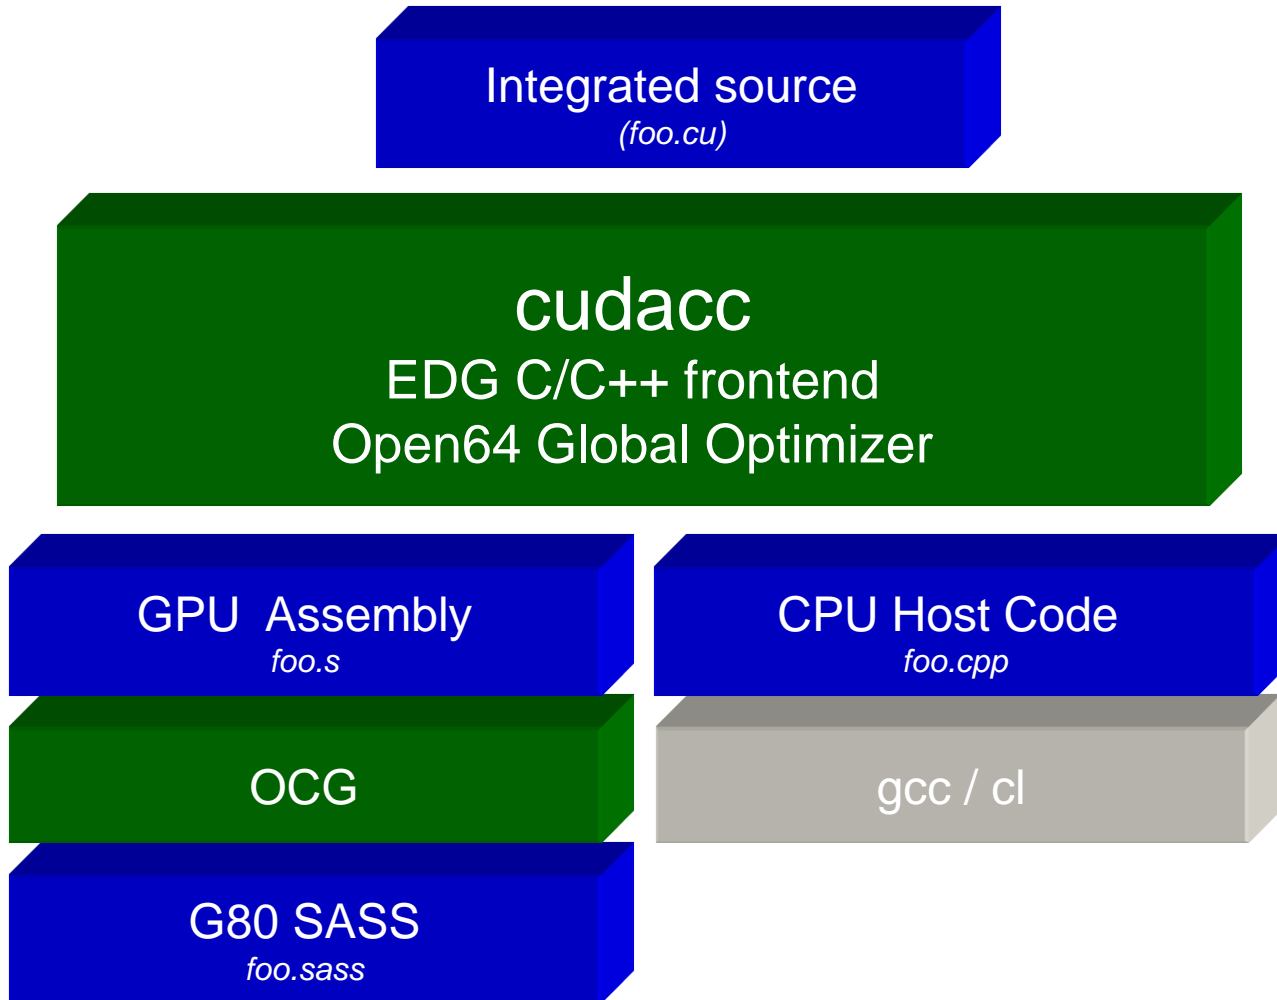 Integrated source
(foo.cu)
cudacc
EDG C/C++ frontend
Open64 Global Optimizer
GPU Assembly
foo.s
CPU Host Code
foo.cpp
OCG
gcc / cl
G80 SASS
foo.sass